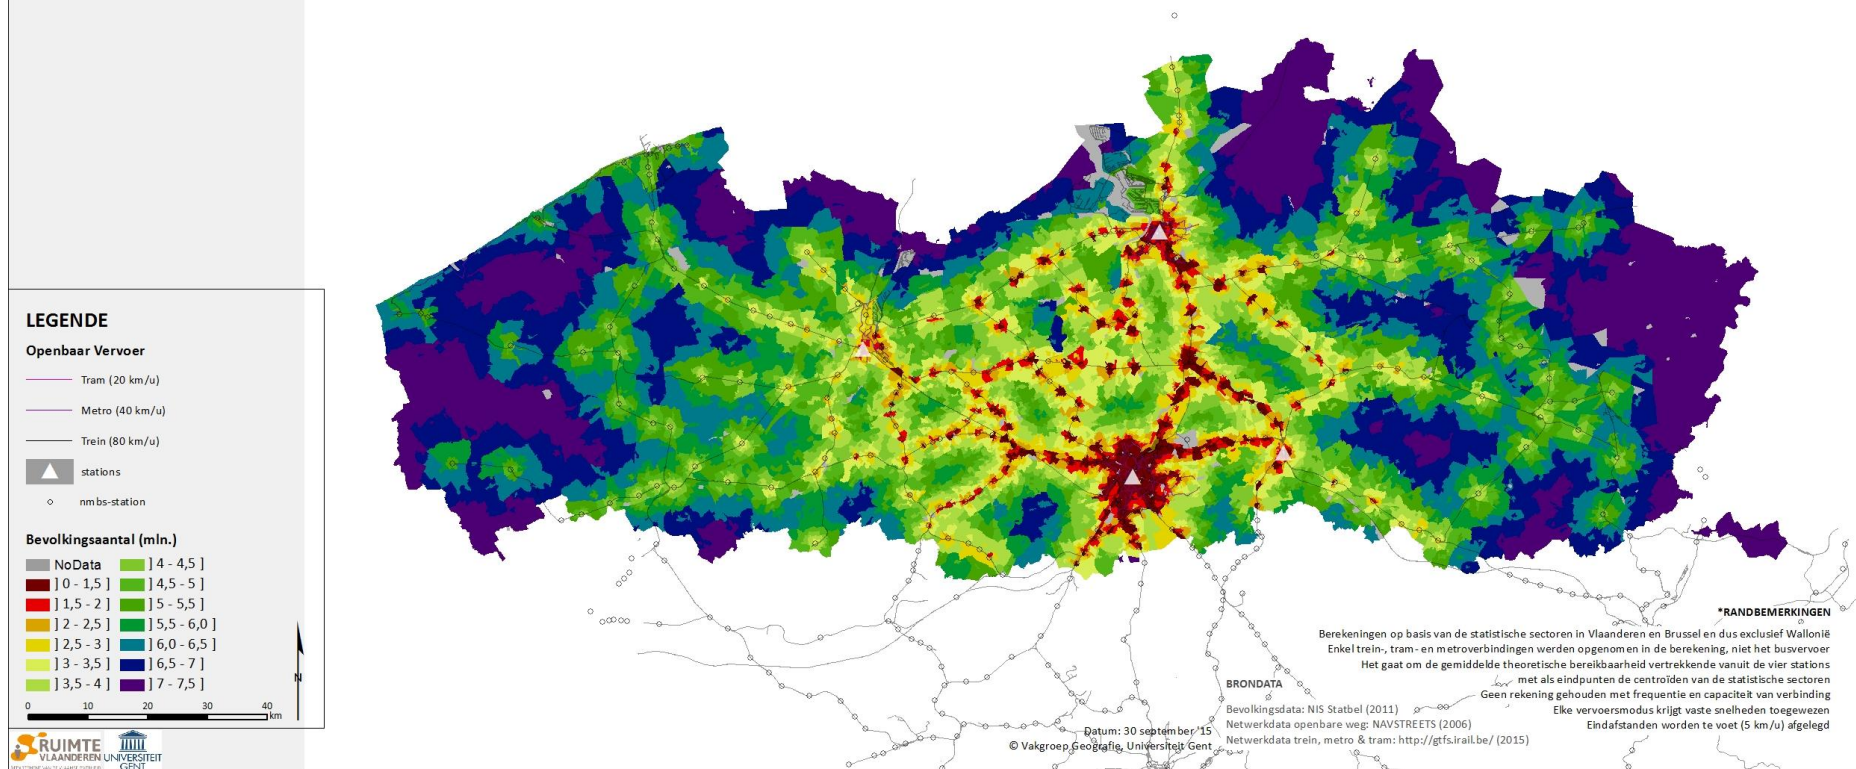 LEGENDE
Openbaar Vervoer
Tram (20 km/u)
Metro (40 km/u)
Trein (80 km/u)
stations
nmbs-station
Bevolkingsaantal (mln.)
NoData
] 0 - 1,5 ]
] 1,5 - 2 ]
] 2 - 2,5 ]
] 2,5 - 3 ]
] 3 - 3,5 ]
] 3,5 - 4 ]
] 4 - 4,5 ]
] 4,5 - 5 ]
] 5 - 5,5 ]
] 5,5 - 6,0 ]
] 6,0 - 6,5 ]
] 6,5 - 7 ]
] 7 - 7,5 ]
N
0 10 20 30 40
km
RUIMTE
VLAANDEREN
UNIVERSITEIT
GENT
Datum: 30 september '15
© Vakgroep Geografie, Universiteit Gent
BRONDATA
Bevolkingsdata: NIS Statbel (2011)
Netwerkdata openbare weg: NAVSTREETS (2006)
Netwerkdata trein, metro & tram: http://gtfs.irail.be/ (2015)
*RANDBEMERKINGEN
Berekeningen op basis van de statistische sectoren in Vlaanderen en Brussel en dus exclusief Wallonië
Enkel trein-, tram- en metroverbindingen werden opgenomen in de berekening, niet het busvervoer
Het gaat om de gemiddelde theoretische bereikbaarheid vertrekkende vanuit de vier stations
met als eindpunten de centroïden van de statistische sectoren
Geen rekening gehouden met frequentie en capaciteit van verbinding
Elke vervoersmodus krijgt vaste snelheden toegewezen
Eindafstanden worden te voet (5 km/u) afgelegd